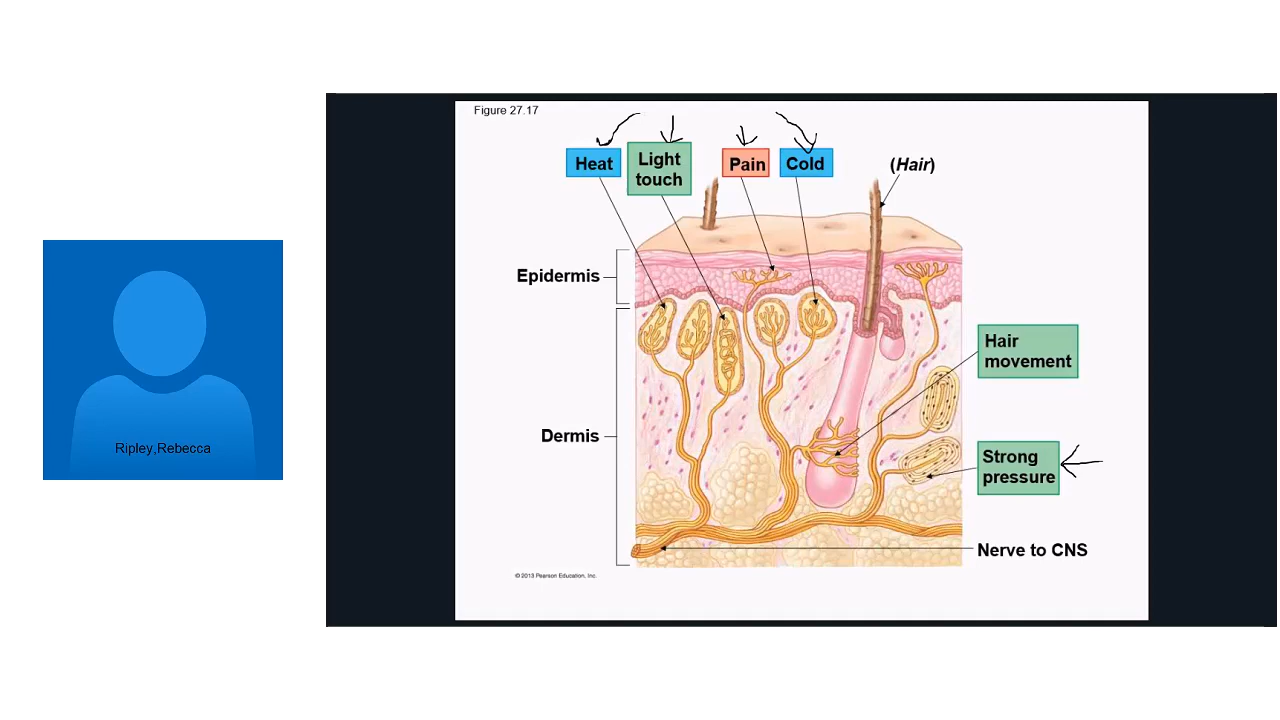 Figure 27.17
Heat
Light
touch
Pain
Cold
(Hair)
Epidermis
Hair
movement
Dermis
Strong
pressure
Nerve to CNS
© 2013 Pearson Education, Inc.
Ripley,Rebecca